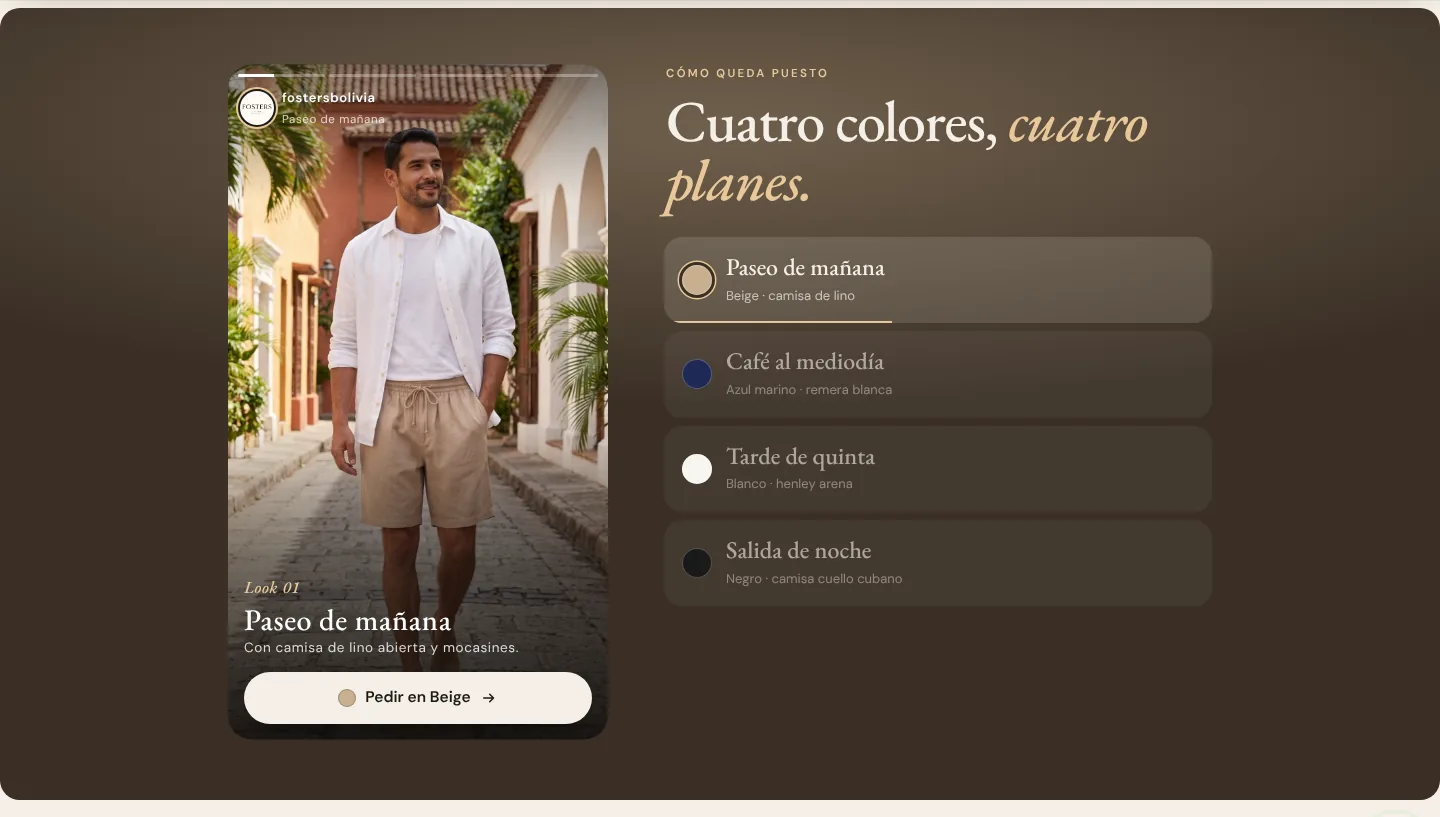 FOSTERS
fostersbolivia
Paseo de mañana
Look 01
Paseo de mañana
Con camisa de lino abierta y mocasines.
Pedir en Beige →
CÓMO QUEDA PUESTO
Cuatro colores, cuatro
planes.
Paseo de mañana
Beige · camisa de lino
Café al mediodía
Azul marino · remera blanca
Tarde de quinta
Blanco · henley arena
Salida de noche
Negro · camisa cuello cubano